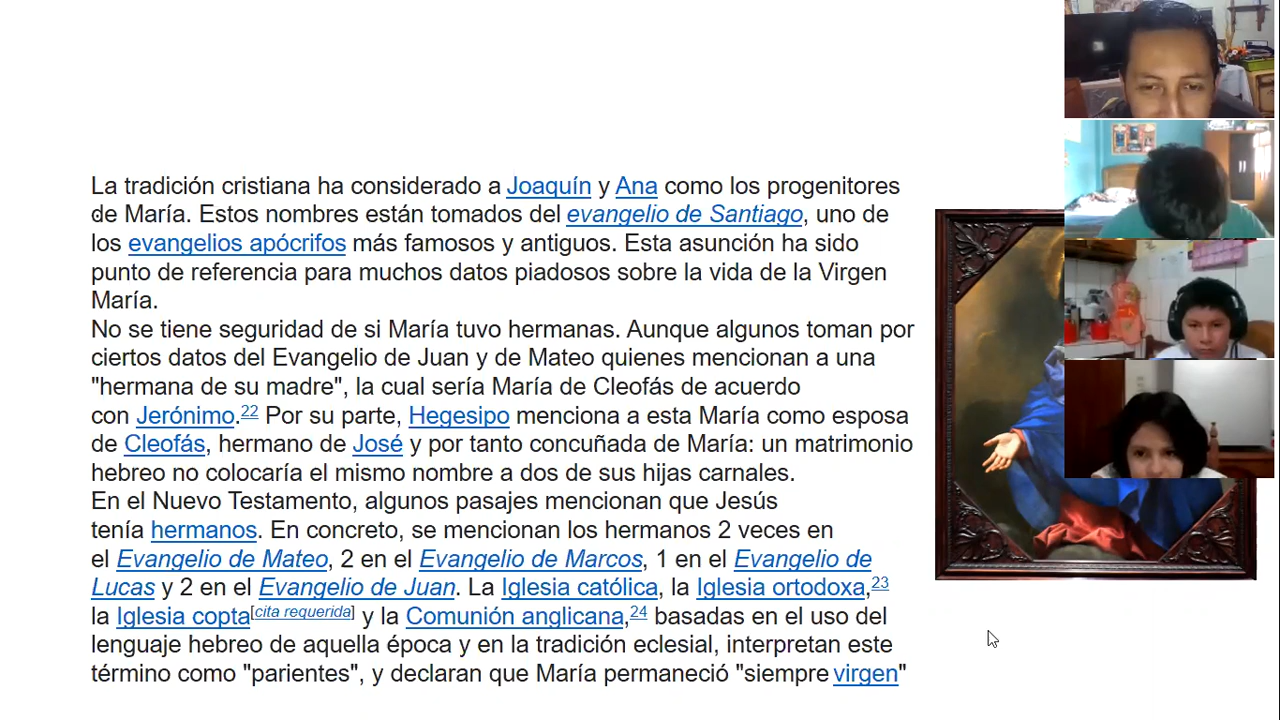 La tradición cristiana ha considerado a Joaquín y Ana como los progenitores
de María. Estos nombres están tomados del evangelio de Santiago, uno de
los evangelios apócrifos más famosos y antiguos. Esta asunción ha sido
punto de referencia para muchos datos piadosos sobre la vida de la Virgen
María.
No se tiene seguridad de si María tuvo hermanas. Aunque algunos toman por
ciertos datos del Evangelio de Juan y de Mateo quienes mencionan a una
"hermana de su madre", la cual sería María de Cleofás de acuerdo
con Jerónimo.22 Por su parte, Hegesipo menciona a esta María como esposa
de Cleofás, hermano de José y por tanto concuñada de María: un matrimonio
hebreo no colocaría el mismo nombre a dos de sus hijas carnales.
En el Nuevo Testamento, algunos pasajes mencionan que Jesús
tenía hermanos. En concreto, se mencionan los hermanos 2 veces en
el Evangelio de Mateo, 2 en el Evangelio de Marcos, 1 en el Evangelio de
Lucas y 2 en el Evangelio de Juan. La Iglesia católica, la Iglesia ortodoxa,23
la Iglesia copta[cita requerida] y la Comunión anglicana,24 basadas en el uso del
lenguaje hebreo de aquella época y en la tradición eclesial, interpretan este
término como "parientes", y declaran que María permaneció "siempre virgen"